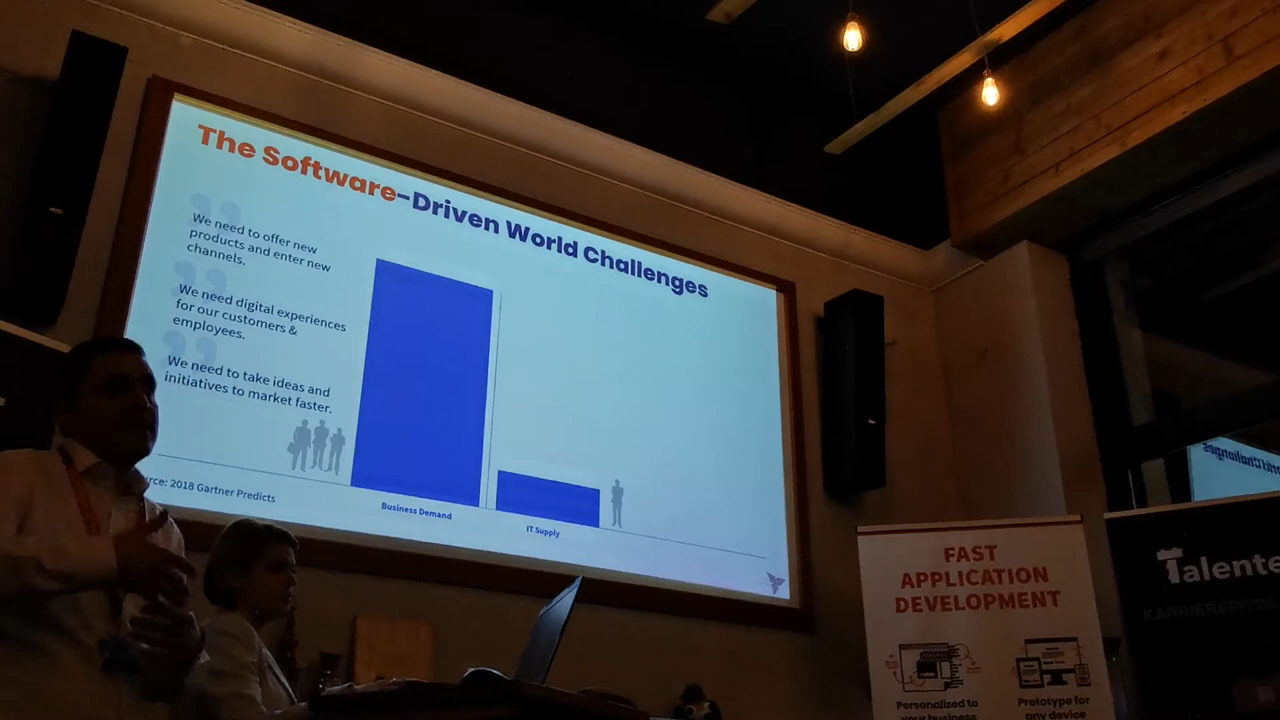 The Software-Driven World Challenges
We need to offer new
products and enter new
channels.
We need digital experiences
for our customers &
employees.
We need to take ideas and
initiatives to market faster.
rce: 2018 Gartner Predicts
Business Demand
IT Supply
FAST
APPLICATION
DEVELOPMENT
Personalized to
your business
Prototype for
any device
Talente